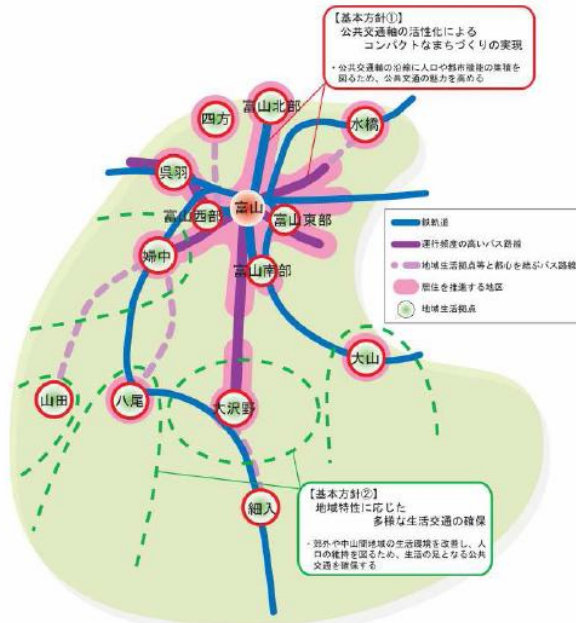 【基本方針①】
公共交通軸の活性化による
コンパクトなまちづくりの実現
・公共交通軸の沿線に人口や都市機能の集積を
図るため、公共交通の魅力を高める
富山北部
四方
水橋
呉羽
富山
富山西部
富山東部
婦中
富山南部
鉄軌道
運行頻度の高いバス路線
地域生活拠点等と都心を結ぶバス路線
居住を推進する地区
地域生活拠点
大山
山田
八尾
大沢野
細入
【基本方針②】
地域特性に応じた
多様な生活交通の確保
・郊外や中山間地域の生活環境を改善し、人
口の維持を図るため、生活の足となる公共
交通を確保する